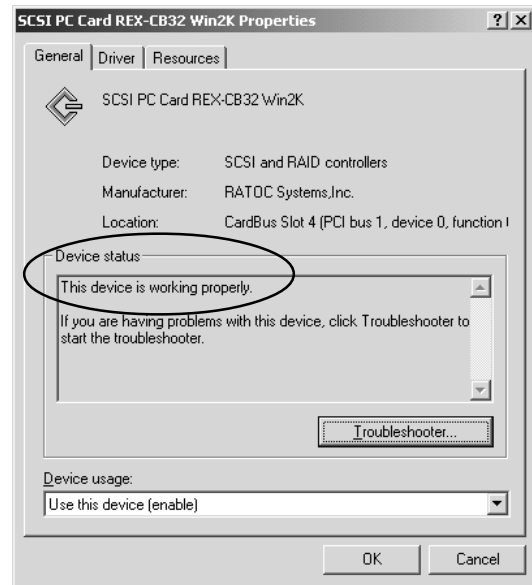 SCSI PC Card REX-CB32 Win2K Properties
General Driver Resources
SCSI PC Card REX-CB32 Win2K
Device type: SCSI and RAID controllers
Manufacturer: RATOC Systems,Inc.
Location: CardBus Slot 4 (PCI bus 1, device 0, function
Device status
This device is working properly.
If you are having problems with this device, click Troubleshooter to
start the troubleshooter.
Troubleshooter...
Device usage:
Use this device (enable)
OK Cancel